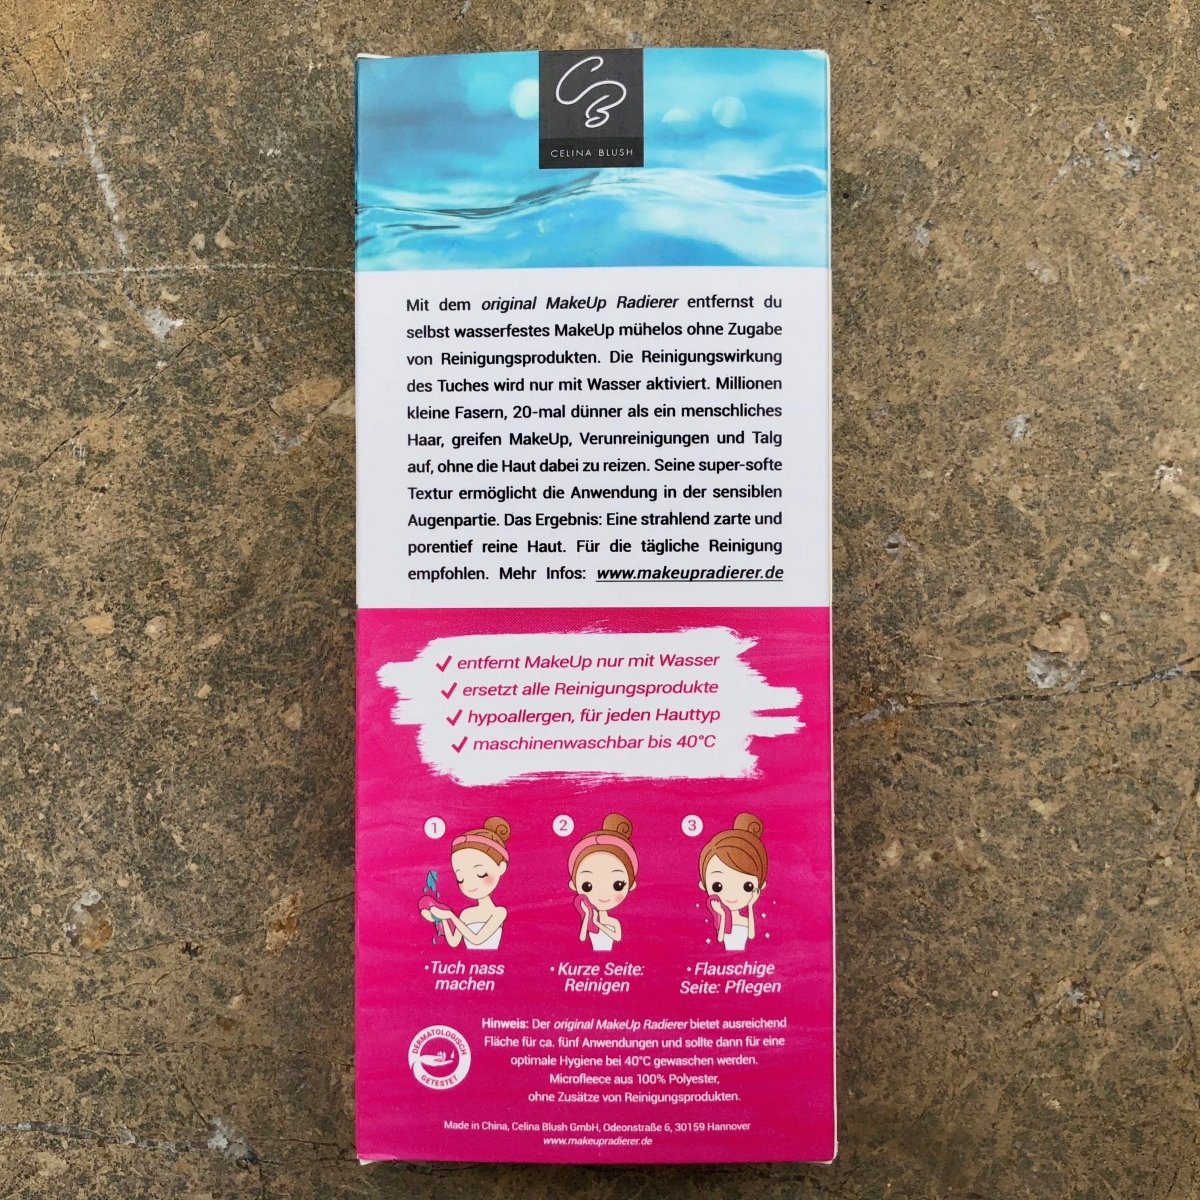 CB
CELINA BLUSH
Mit dem original MakeUp Radierer entfernst du
selbst wasserfestes MakeUp mühelos ohne Zugabe
von Reinigungsprodukten. Die Reinigungswirkung
des Tuches wird nur mit Wasser aktiviert. Millionen
kleine Fasern, 20-mal dünner als ein menschliches
Haar, greifen MakeUp, Verunreinigungen und Talg
auf, ohne die Haut dabei zu reizen. Seine super-softe
Textur ermöglicht die Anwendung in der sensiblen
Augenpartie. Das Ergebnis: Eine strahlend zarte und
porentief reine Haut. Für die tägliche Reinigung
empfohlen. Mehr Infos: www.makeupradierer.de
✓ entfernt MakeUp nur mit Wasser
✓ ersetzt alle Reinigungsprodukte
✓ hypoallergen, für jeden Hauttyp
✓ maschinenwaschbar bis 40°C
1
2
3
• Tuch nass
machen
• Kurze Seite:
Reinigen
• Flauschige
Seite: Pflegen
DERMATOLOGISCH
GETESTET
Hinweis: Der original MakeUp Radierer bietet ausreichend
Fläche für ca. fünf Anwendungen und sollte dann für eine
optimale Hygiene bei 40°C gewaschen werden.
Microfleece aus 100% Polyester,
ohne Zusätze von Reinigungsprodukten.
Made in China, Celina Blush GmbH, Odeonstraße 6, 30159 Hannover
www.makeupradierer.de